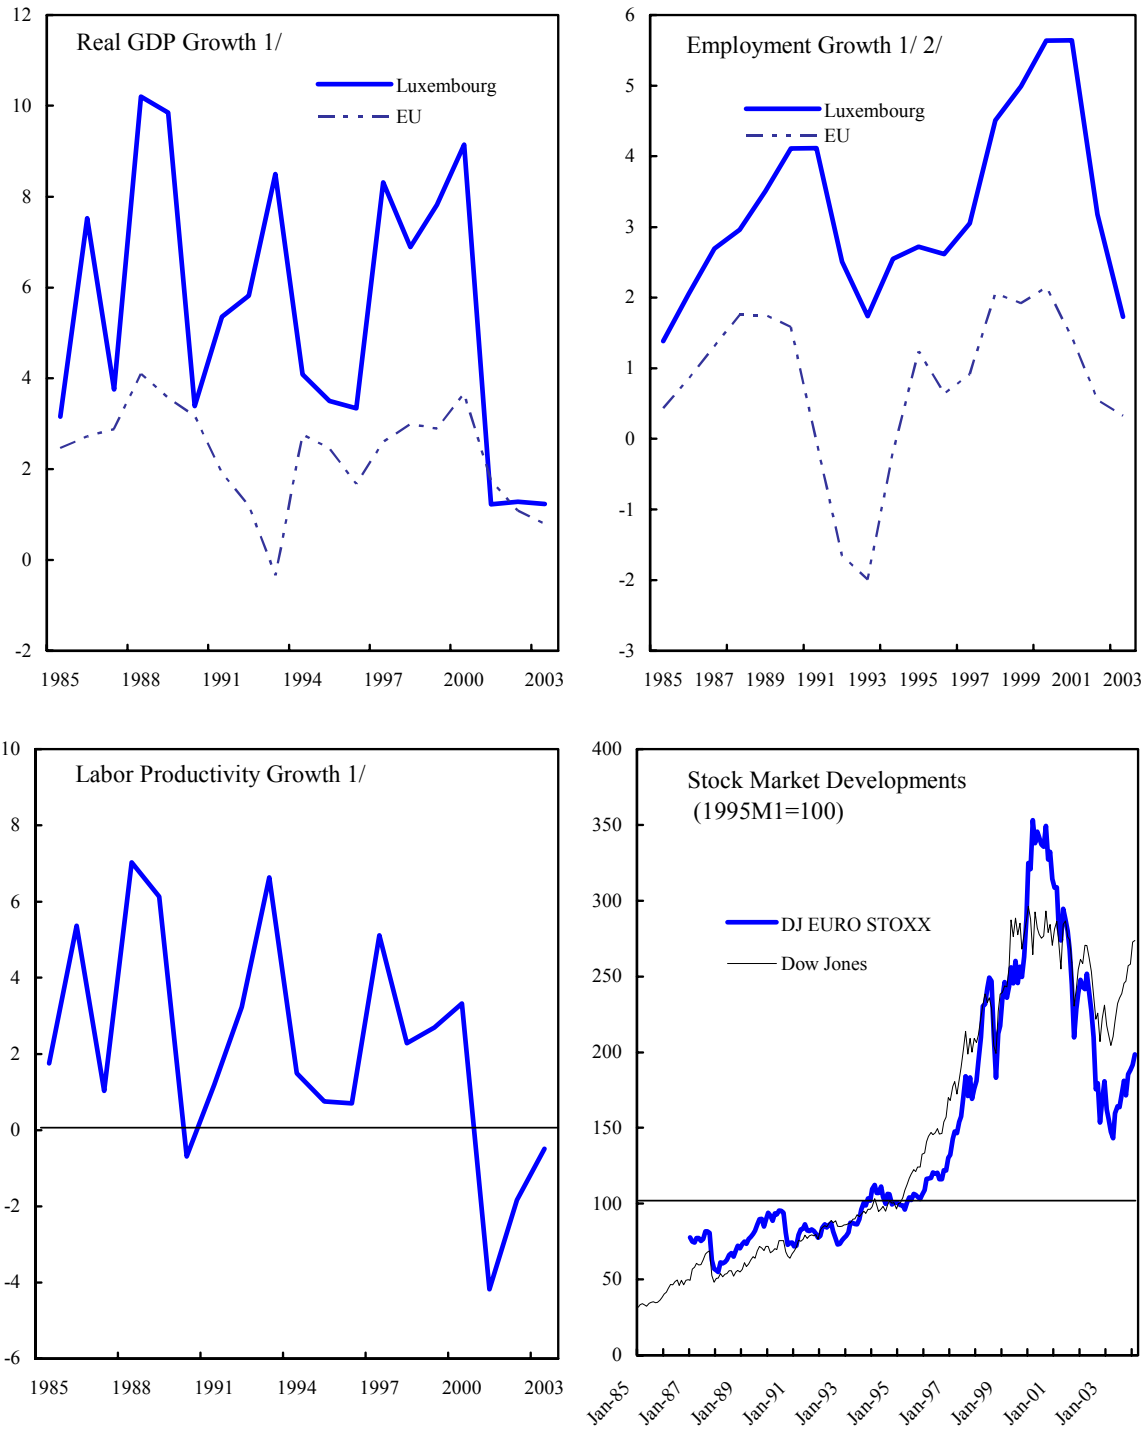 Real GDP Growth 1/
Luxembourg
EU
12
10
8
6
4
2
0
-2
1985 1988 1991 1994 1997 2000 2003
Employment Growth 1/ 2/
Luxembourg
EU
6
5
4
3
2
1
0
-1
-2
-3
1985 1987 1989 1991 1993 1995 1997 1999 2001 2003
Labor Productivity Growth 1/
10
8
6
4
2
0
-2
-4
-6
1985 1988 1991 1994 1997 2000 2003
Stock Market Developments
(1995M1=100)
DJ EURO STOXX
Dow Jones
400
350
300
250
200
150
100
50
0
Jan-85 Jan-87 Jan-89 Jan-91 Jan-93 Jan-95 Jan-97 Jan-99 Jan-01 Jan-03